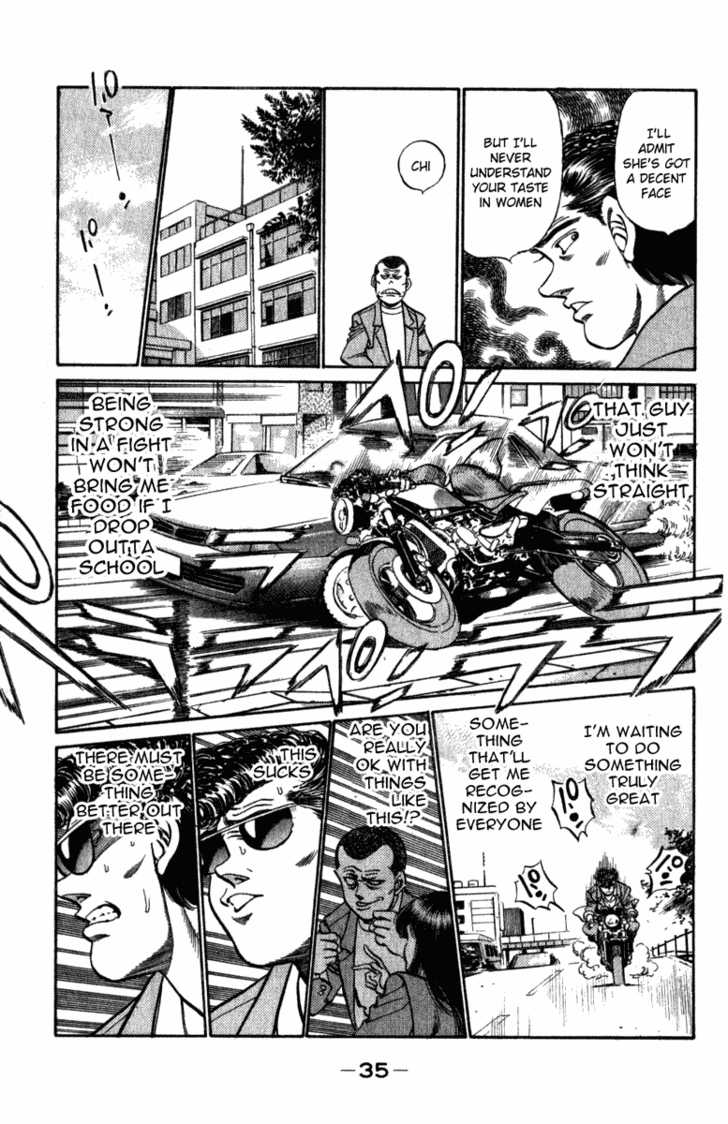 I'LL
ADMIT
SHE'S GOT
A DECENT
FACE
BUT I'LL
NEVER
UNDERSTAND
YOUR TASTE
IN WOMEN
CHI
THAT GUY
JUST
WON'T
THINK
STRAIGHT
BEING
STRONG
IN A FIGHT
WON'T
BRING ME
FOOD IF I
DROP
OUTTA
SCHOOL
I'M WAITING
TO DO
SOMETHING
TRULY
GREAT
SOME-
THING
THAT'LL
GET ME
RECOG-
NIZED BY
EVERYONE
ARE YOU
REALLY
OK WITH
THINGS
LIKE
THIS!?
THIS
SUCKS
THERE MUST
BE SOME-
THING
BETTER OUT
THERE
—35—